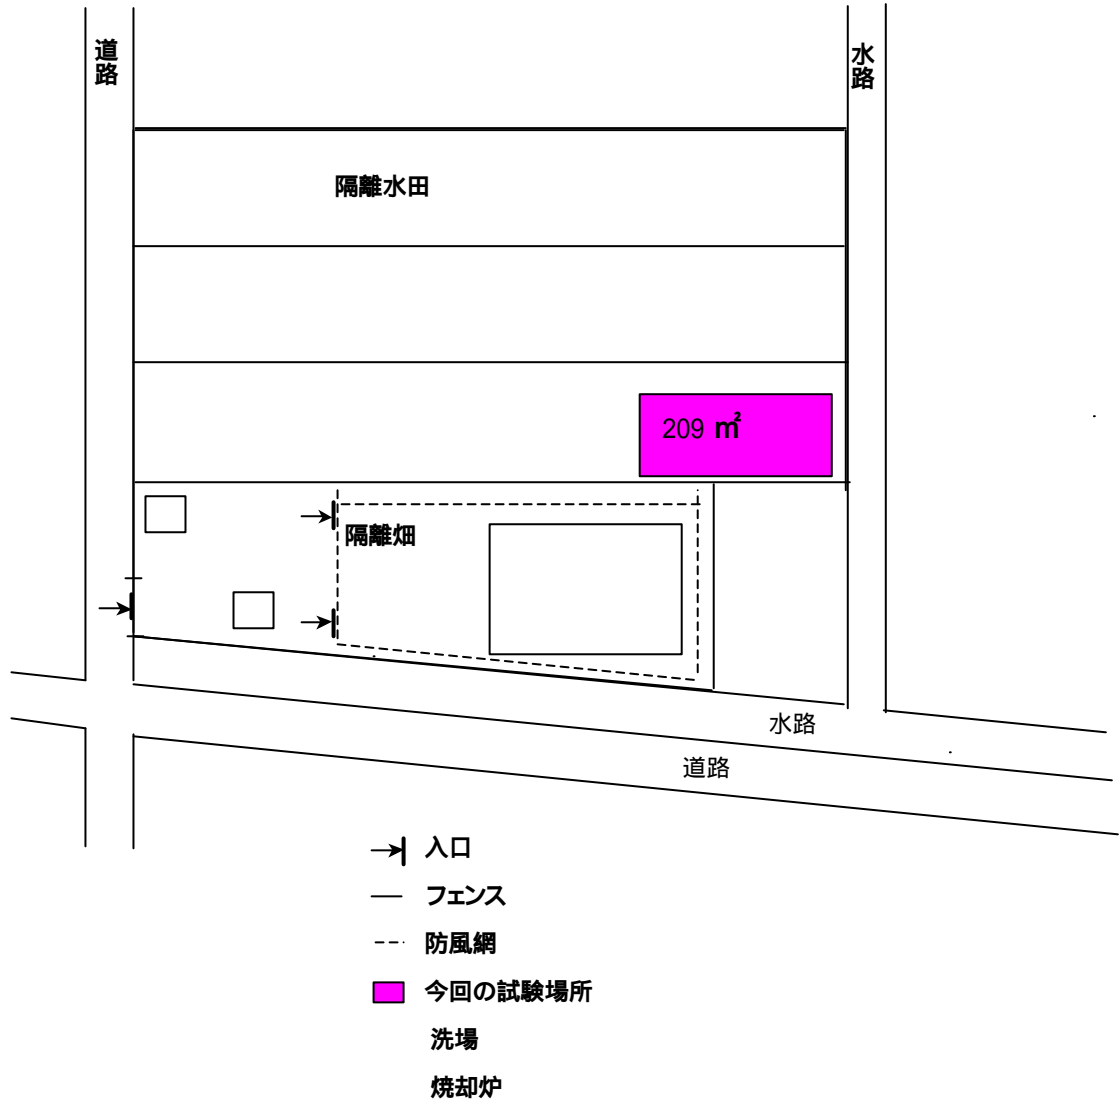 道路
水路
隔離水田
209 ㎡
隔離畑
水路
道路
入口
フェンス
防風網
今回の試験場所
洗場
焼却炉